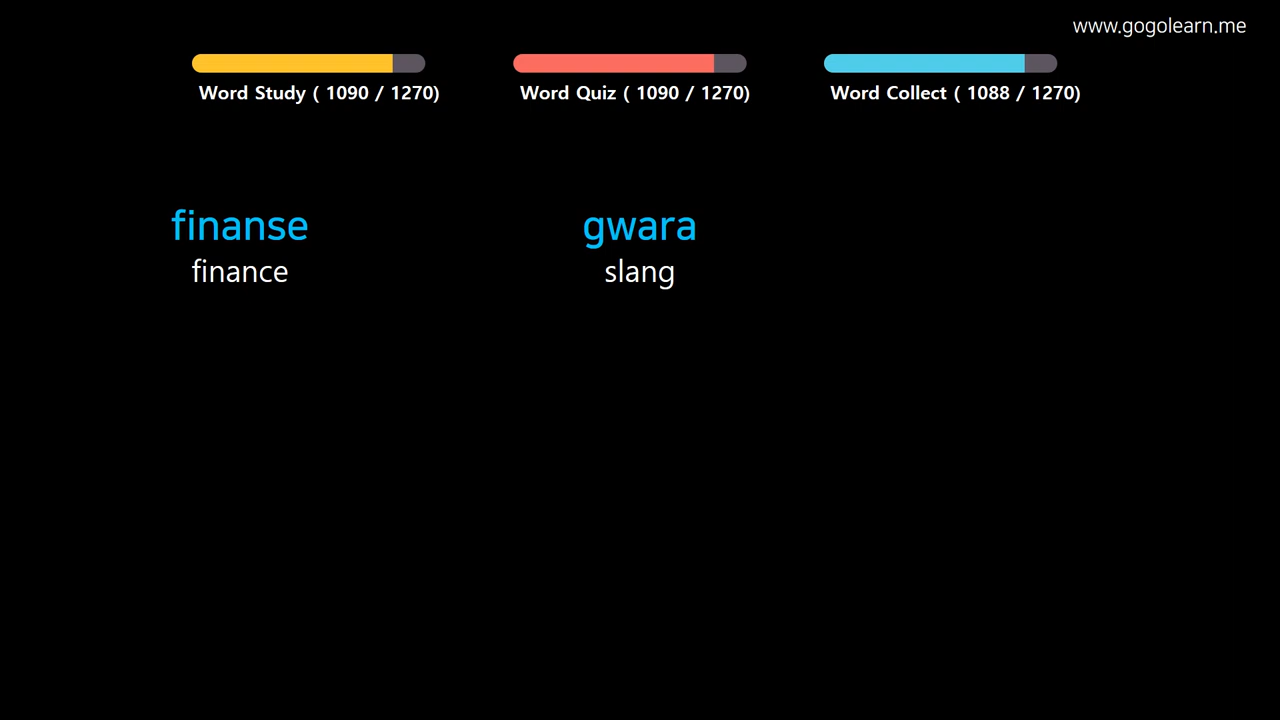 www.gogolearn.me
Word Study ( 1090 / 1270)
Word Quiz ( 1090 / 1270)
Word Collect ( 1088 / 1270)
finanse
finance
gwara
slang